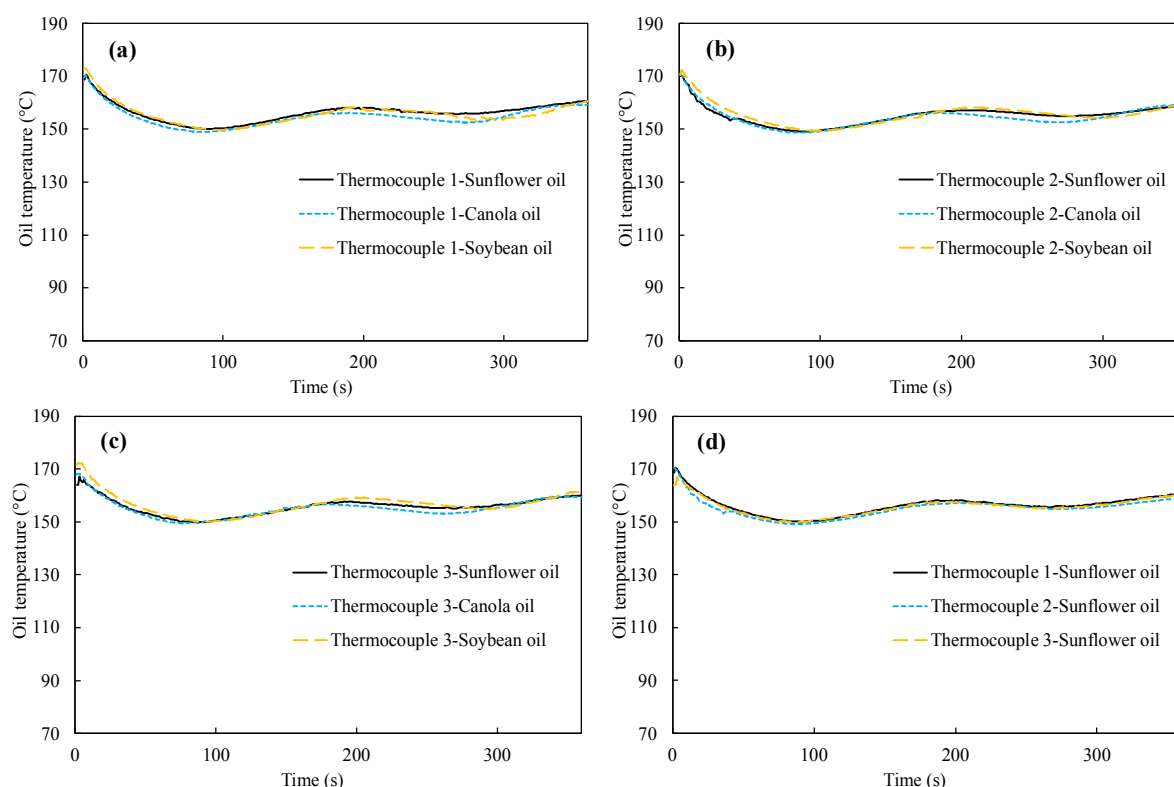 (a)
190
170
150
130
110
90
70
0
100
200
300
Oil temperature (°C)
Time (s)
Thermocouple 1-Sunflower oil
Thermocouple 1-Canola oil
Thermocouple 1-Soybean oil
(b)
190
170
150
130
110
90
70
0
100
200
300
Oil temperature (°C)
Time (s)
Thermocouple 2-Sunflower oil
Thermocouple 2-Canola oil
Thermocouple 2-Soybean oil
(c)
190
170
150
130
110
90
70
0
100
200
300
Oil temperature (°C)
Time (s)
Thermocouple 3-Sunflower oil
Thermocouple 3-Canola oil
Thermocouple 3-Soybean oil
(d)
190
170
150
130
110
90
70
0
100
200
300
Oil temperature (°C)
Time (s)
Thermocouple 1-Sunflower oil
Thermocouple 2-Sunflower oil
Thermocouple 3-Sunflower oil